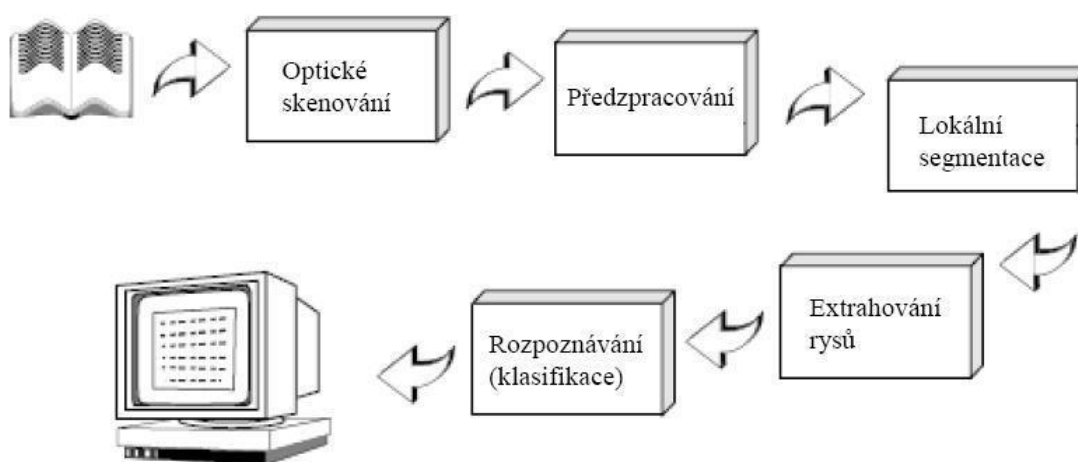 Optické
skenování
Předzpracování
Lokální
segmentace
Extrahování
rysů
Rozpoznávání
(klasifikace)